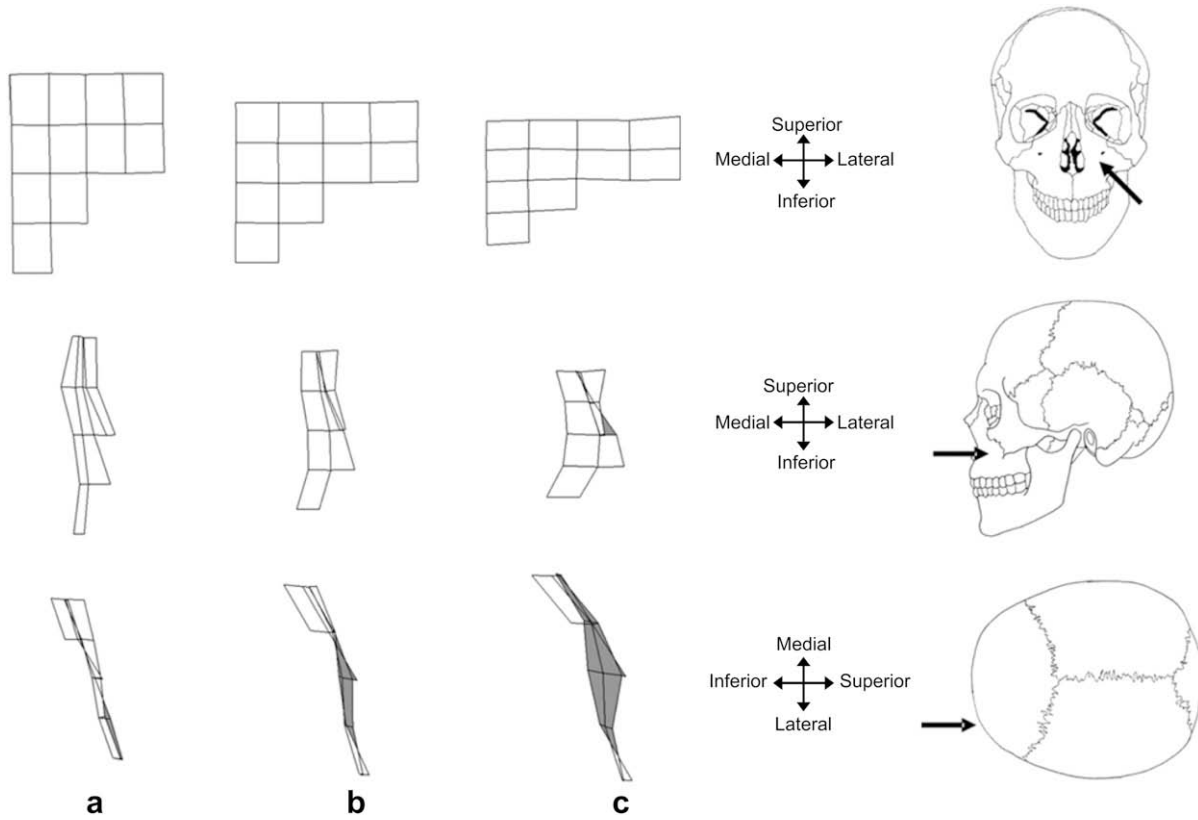 Superior
Medial Lateral
Inferior
Superior
Medial Lateral
Inferior
Medial
Inferior Superior
Lateral
a b c